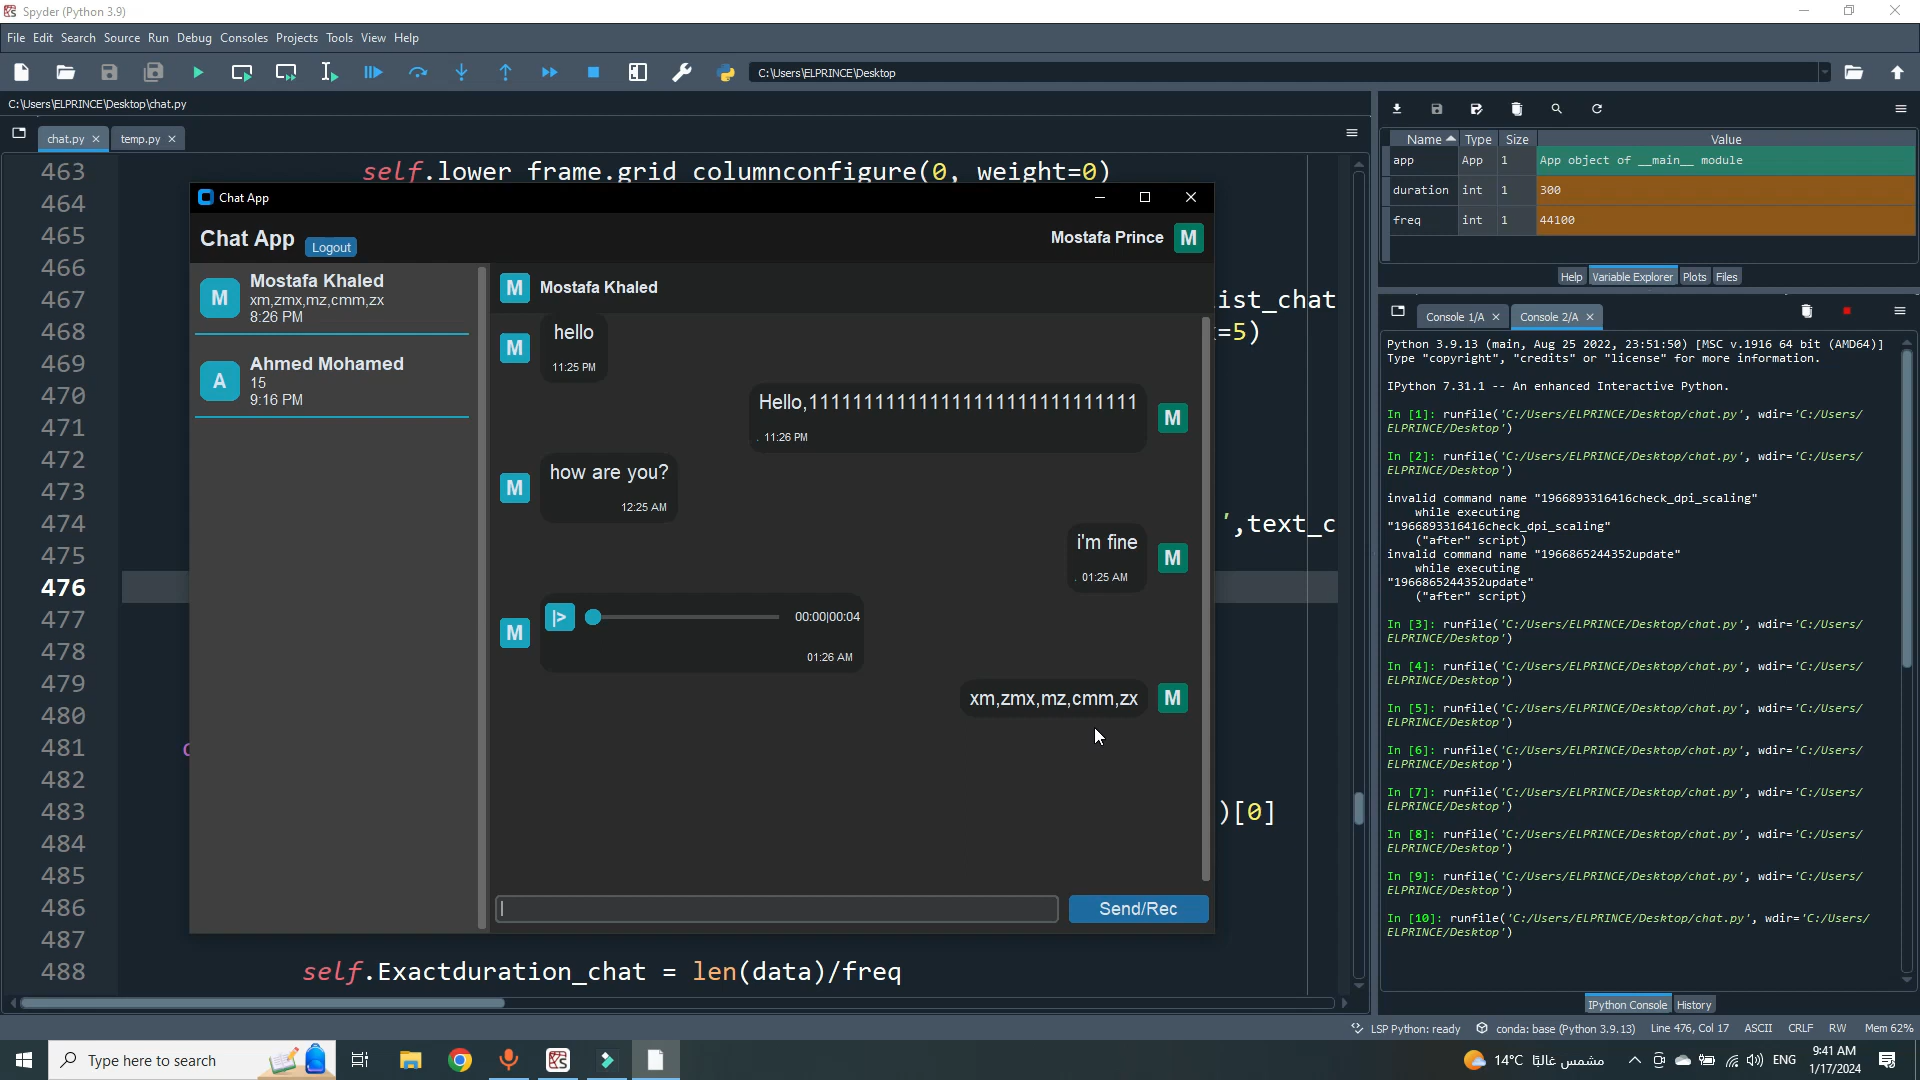 Spyder (Python 3.9)
File Edit Search Source Run Debug Consoles Projects Tools View Help
C:\Users\ELPRINCE\Desktop
C:\Users\ELPRINCE\Desktop\chat.py
chat.py temp.py
463 self.lower_frame.grid_columnconfigure(0, weight=0)
464
465
466
467 ist_chat
468 =5)
469
470
471
472
473
474 ',text_c
475
476
477
478
479
480
481
482
483 )[0]
484
485
486
487
488 self.Exactduration_chat = len(data)/freq
Chat App
Chat App Logout
Mostafa Prince M
M Mostafa Khaled
xm,zmx,mz,cmm,zx
8:26 PM
A Ahmed Mohamed
15
9:16 PM
M Mostafa Khaled
M hello
11:25 PM
Hello,111111111111111111111111111111 M
. 11:26 PM
M how are you?
12:25 AM
i'm fine M
. 01:25 AM
M |> 00:00|00:04
01:26 AM
xm,zmx,mz,cmm,zx M
Send/Rec
Name Type Size Value
app App 1 App object of __main__ module
duration int 1 300
freq int 1 44100
Help Variable Explorer Plots Files
Console 1/A Console 2/A
Python 3.9.13 (main, Aug 25 2022, 23:51:50) [MSC v.1916 64 bit (AMD64)]
Type "copyright", "credits" or "license" for more information.
IPython 7.31.1 -- An enhanced Interactive Python.
In [1]: runfile('C:/Users/ELPRINCE/Desktop/chat.py', wdir='C:/Users/
ELPRINCE/Desktop')
In [2]: runfile('C:/Users/ELPRINCE/Desktop/chat.py', wdir='C:/Users/
ELPRINCE/Desktop')
invalid command name "1966893316416check_dpi_scaling"
while executing
"1966893316416check_dpi_scaling"
("after" script)
invalid command name "1966865244352update"
while executing
"1966865244352update"
("after" script)
In [3]: runfile('C:/Users/ELPRINCE/Desktop/chat.py', wdir='C:/Users/
ELPRINCE/Desktop')
In [4]: runfile('C:/Users/ELPRINCE/Desktop/chat.py', wdir='C:/Users/
ELPRINCE/Desktop')
In [5]: runfile('C:/Users/ELPRINCE/Desktop/chat.py', wdir='C:/Users/
ELPRINCE/Desktop')
In [6]: runfile('C:/Users/ELPRINCE/Desktop/chat.py', wdir='C:/Users/
ELPRINCE/Desktop')
In [7]: runfile('C:/Users/ELPRINCE/Desktop/chat.py', wdir='C:/Users/
ELPRINCE/Desktop')
In [8]: runfile('C:/Users/ELPRINCE/Desktop/chat.py', wdir='C:/Users/
ELPRINCE/Desktop')
In [9]: runfile('C:/Users/ELPRINCE/Desktop/chat.py', wdir='C:/Users/
ELPRINCE/Desktop')
In [10]: runfile('C:/Users/ELPRINCE/Desktop/chat.py', wdir='C:/Users/
ELPRINCE/Desktop')
IPython Console History
LSP Python: ready conda: base (Python 3.9.13) Line 476, Col 17 ASCII CRLF RW Mem 62%
Type here to search
14°C مشمس غالبًا
ENG
9:41 AM
1/17/2024